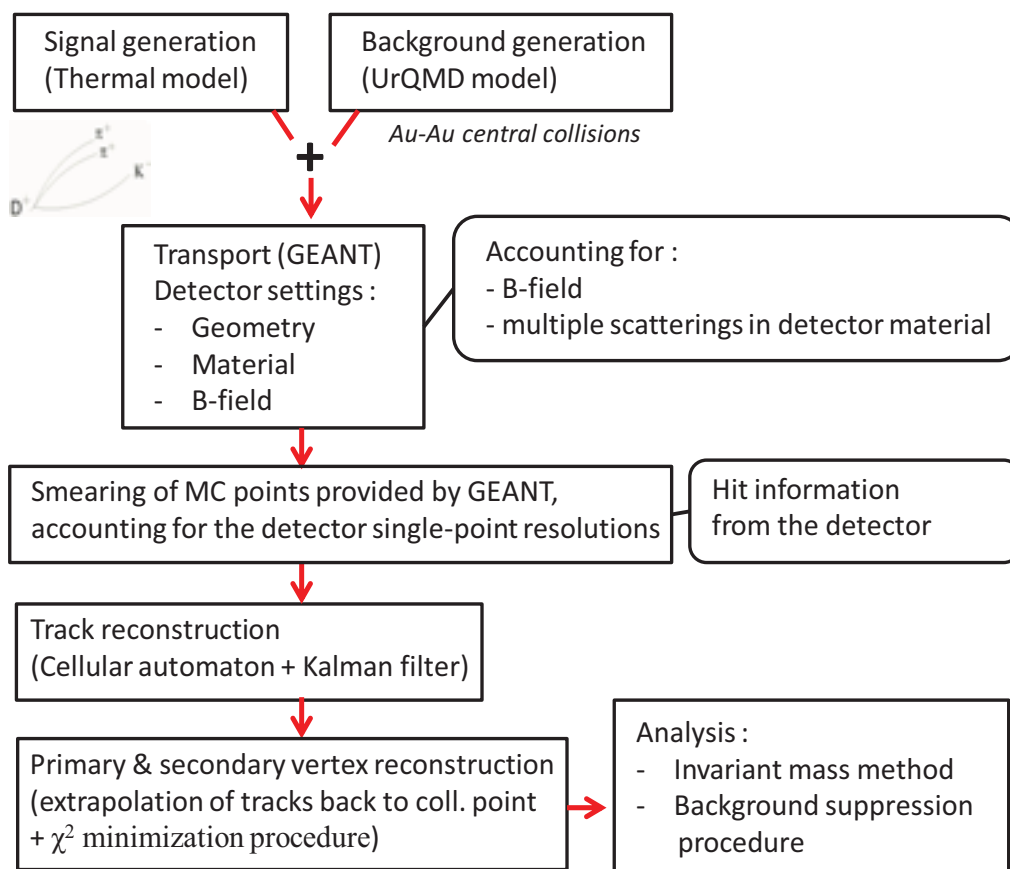 Signal generation
(Thermal model)
Background generation
(UrQMD model)
Au-Au central collisions
+
π⁺
π⁺
K⁻
D⁺
Transport (GEANT)
Detector settings :
- Geometry
- Material
- B-field
Accounting for :
- B-field
- multiple scatterings in detector material
Smearing of MC points provided by GEANT,
accounting for the detector single-point resolutions
Hit information
from the detector
Track reconstruction
(Cellular automaton + Kalman filter)
Primary & secondary vertex reconstruction
(extrapolation of tracks back to coll. point
+ χ² minimization procedure)
Analysis :
- Invariant mass method
- Background suppression
procedure